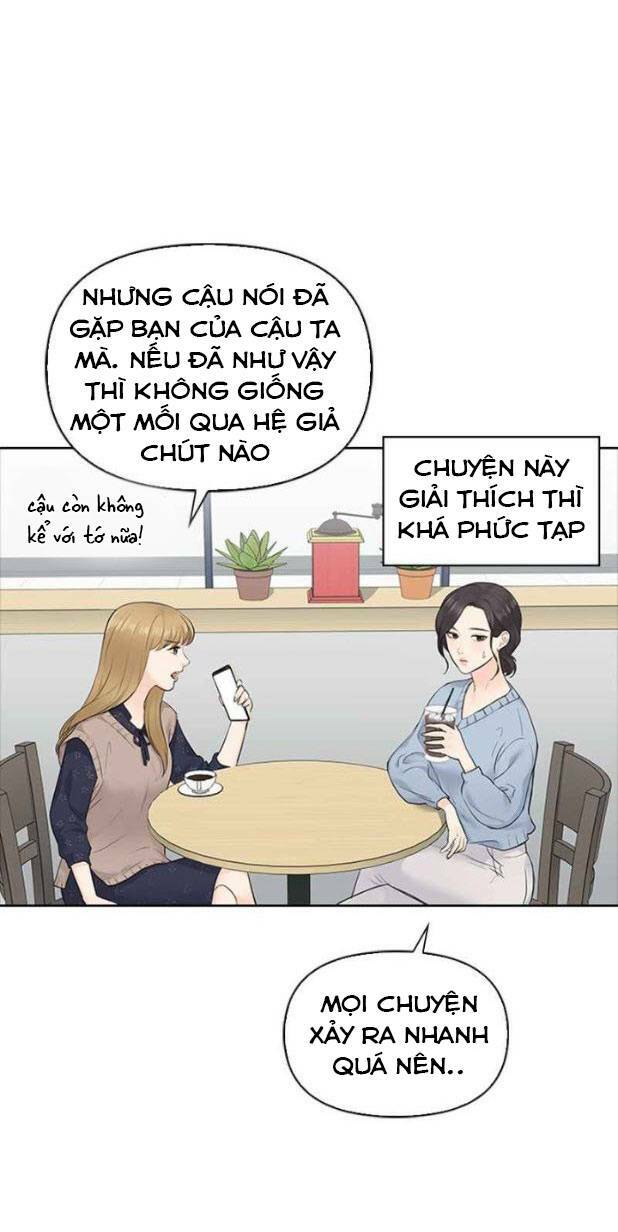 NHƯNG CẬU NÓI ĐÃ
GẶP BẠN CỦA CẬU TA
MÀ. NẾU ĐÃ NHƯ VẬY
THÌ KHÔNG GIỐNG
MỘT MỐI QUA HỆ GIẢ
CHÚT NÀO
cậu còn không
kể với tớ nữa!
CHUYỆN NÀY
GIẢI THÍCH THÌ
KHÁ PHỨC TẠP
MỌI CHUYỆN
XẢY RA NHANH
QUÁ NÊN..